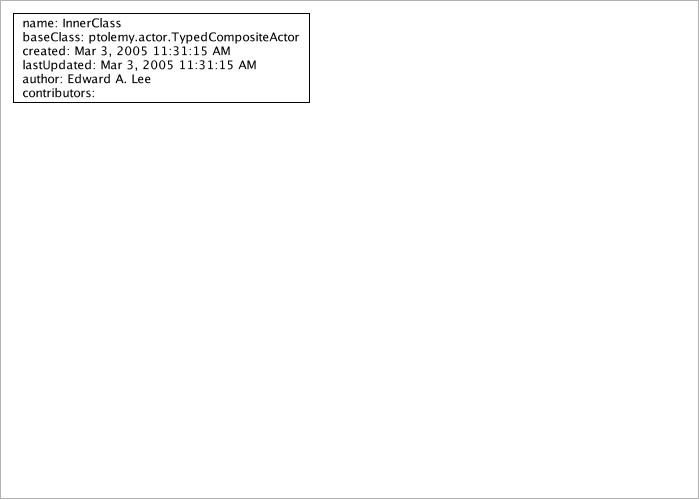 name: InnerClass
baseClass: ptolemy.actor.TypedCompositeActor
created: Mar 3, 2005 11:31:15 AM
lastUpdated: Mar 3, 2005 11:31:15 AM
author: Edward A. Lee
contributors: